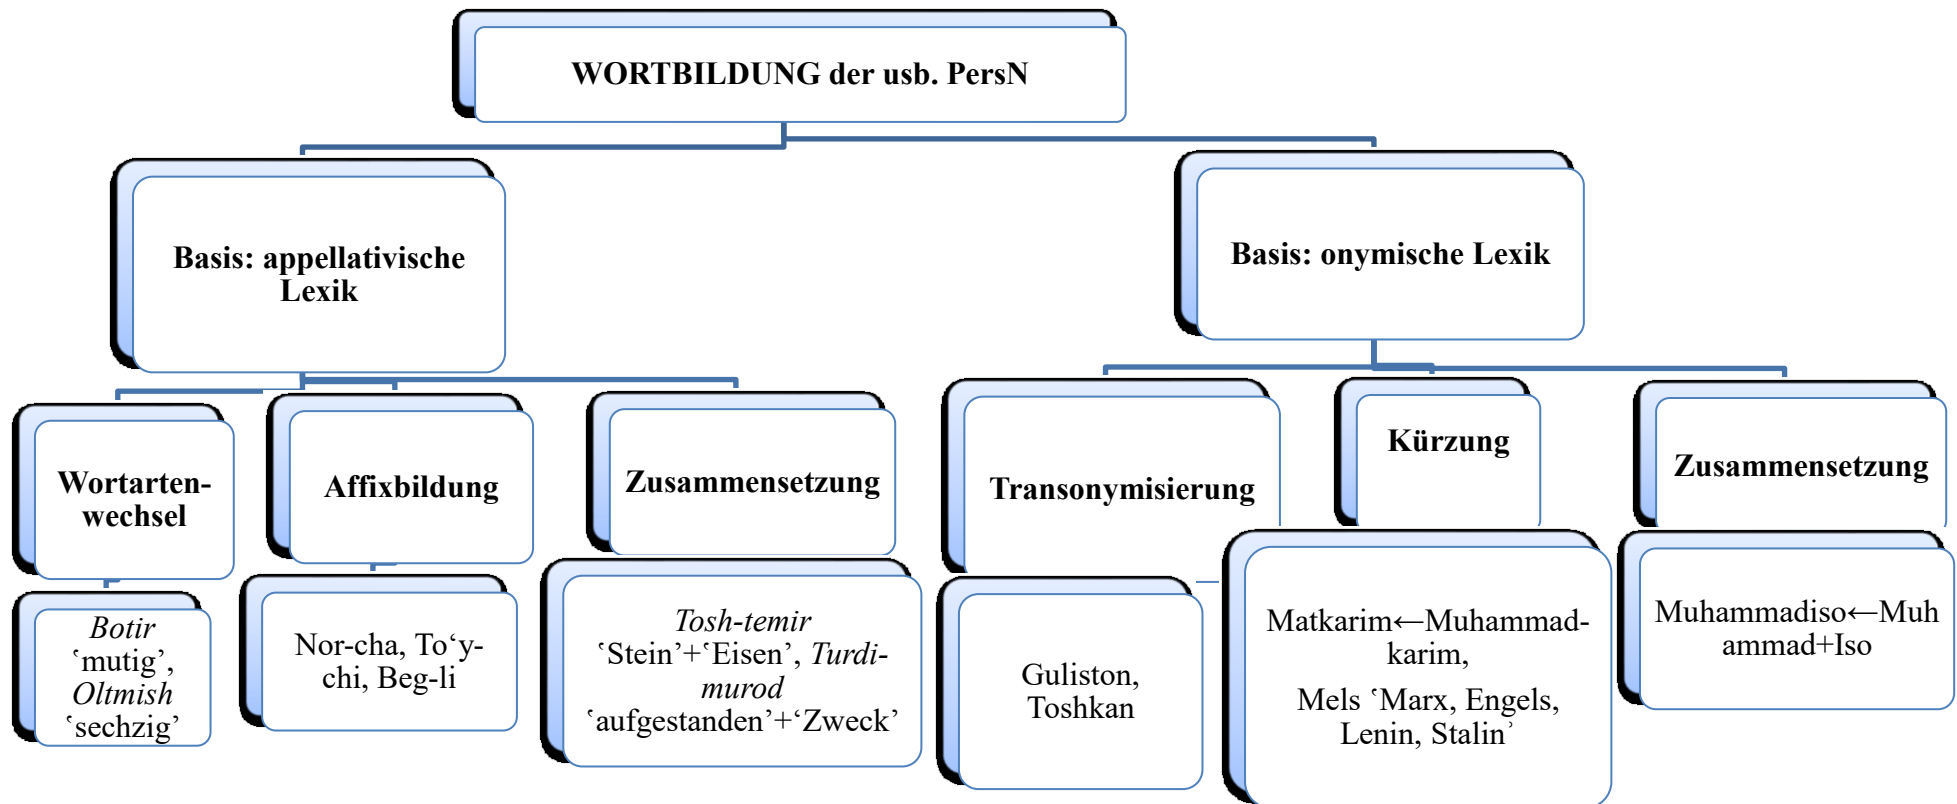 WORTBILDUNG der usb. PersN
Basis: appellativische
Lexik
Basis: onymische Lexik
Wortarten-
wechsel
Affixbildung
Zusammensetzung
Transonymisierung
Kürzung
Zusammensetzung
Botir
‛mutig’,
Oltmish
‛sechzig’
Nor-cha, To‘y-
chi, Beg-li
Tosh-temir
‛Stein’+‛Eisen’, Turdi-
murod
‛aufgestanden’+‘Zweck’
Guliston,
Toshkan
Matkarim←Muhammad-
karim,
Mels ‛Marx, Engels,
Lenin, Stalin’
Muhammadiso←Muh
ammad+Iso